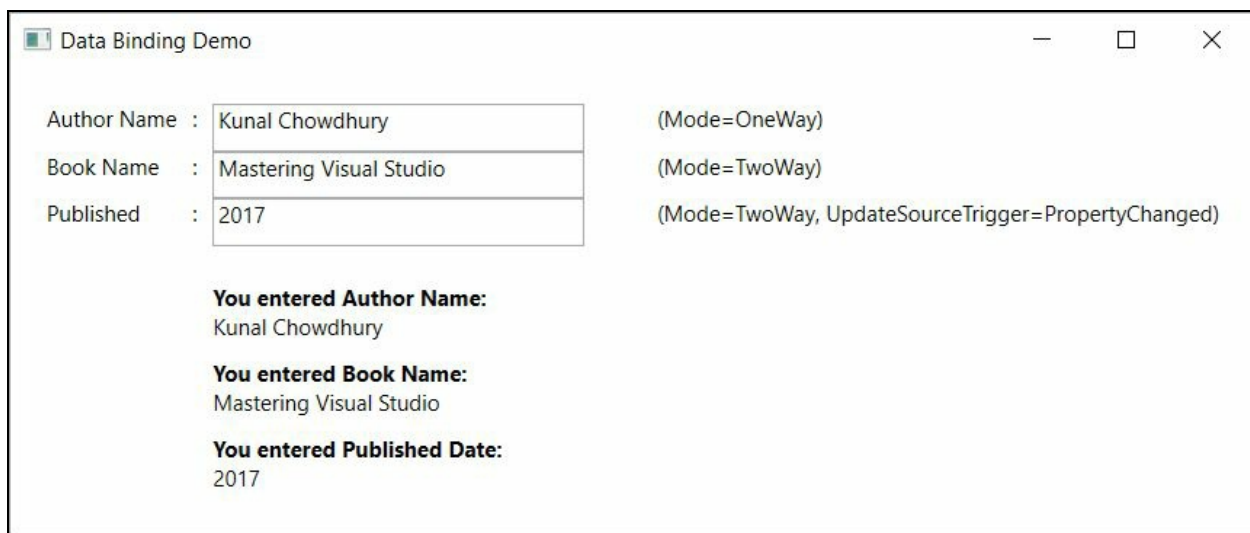 Data Binding Demo
Author Name : Kunal Chowdhury (Mode=OneWay)
Book Name : Mastering Visual Studio (Mode=TwoWay)
Published : 2017 (Mode=TwoWay, UpdateSourceTrigger=PropertyChanged)
You entered Author Name:
Kunal Chowdhury
You entered Book Name:
Mastering Visual Studio
You entered Published Date:
2017